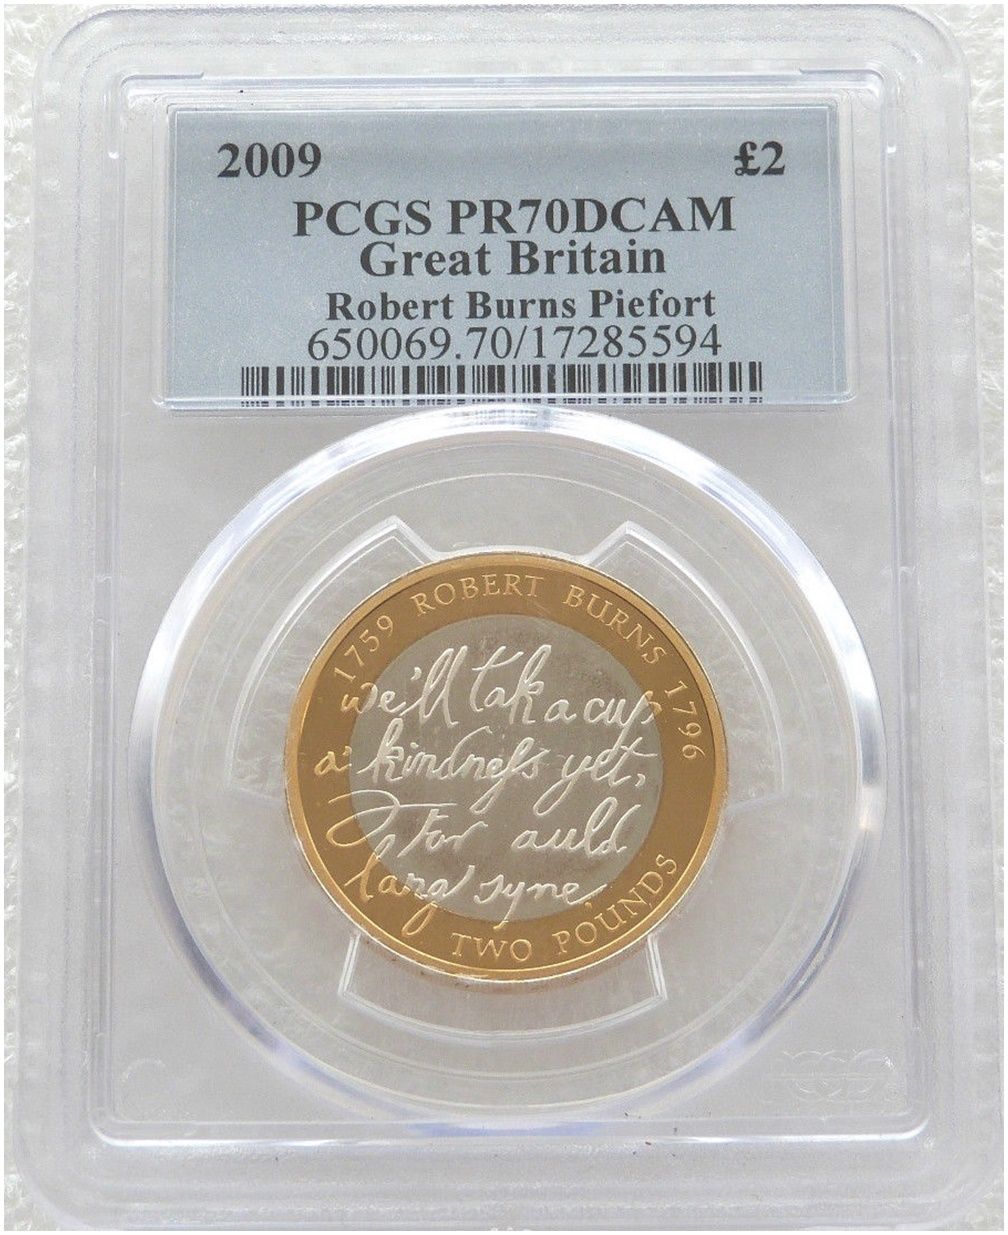 2009 £2
PCGS PR70DCAM
Great Britain
Robert Burns Piefort
650069.70/17285594
1759 ROBERT BURNS 1796
we'll tak a cup
a' kindness yet,
For auld
lang syne
TWO POUNDS